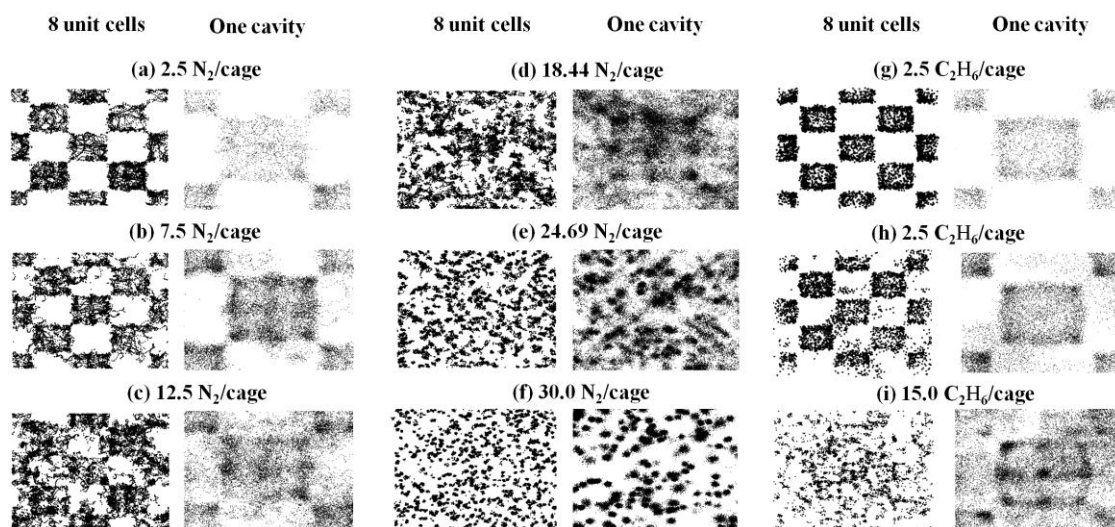 8 unit cells One cavity 8 unit cells One cavity 8 unit cells One cavity
(a) 2.5 N₂/cage (d) 18.44 N₂/cage (g) 2.5 C₂H₆/cage
(b) 7.5 N₂/cage (e) 24.69 N₂/cage (h) 2.5 C₂H₆/cage
(c) 12.5 N₂/cage (f) 30.0 N₂/cage (i) 15.0 C₂H₆/cage